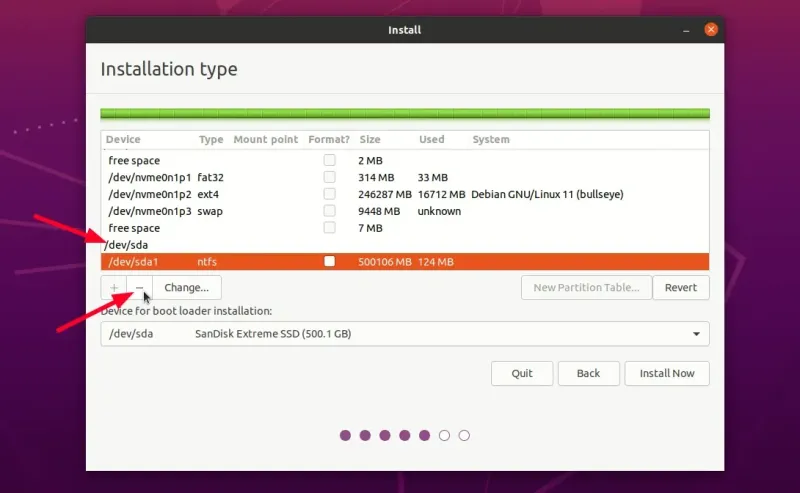 Install
Installation type
Device Type Mount point Format? Size Used System
free space 2 MB
/dev/nvme0n1p1 fat32 314 MB 33 MB
/dev/nvme0n1p2 ext4 246287 MB 16712 MB Debian GNU/Linux 11 (bullseye)
/dev/nvme0n1p3 swap 9448 MB unknown
free space 7 MB
/dev/sda
/dev/sda1 ntfs 500106 MB 124 MB
+ − Change... New Partition Table... Revert
Device for boot loader installation:
/dev/sda SanDisk Extreme SSD (500.1 GB)
Quit Back Install Now